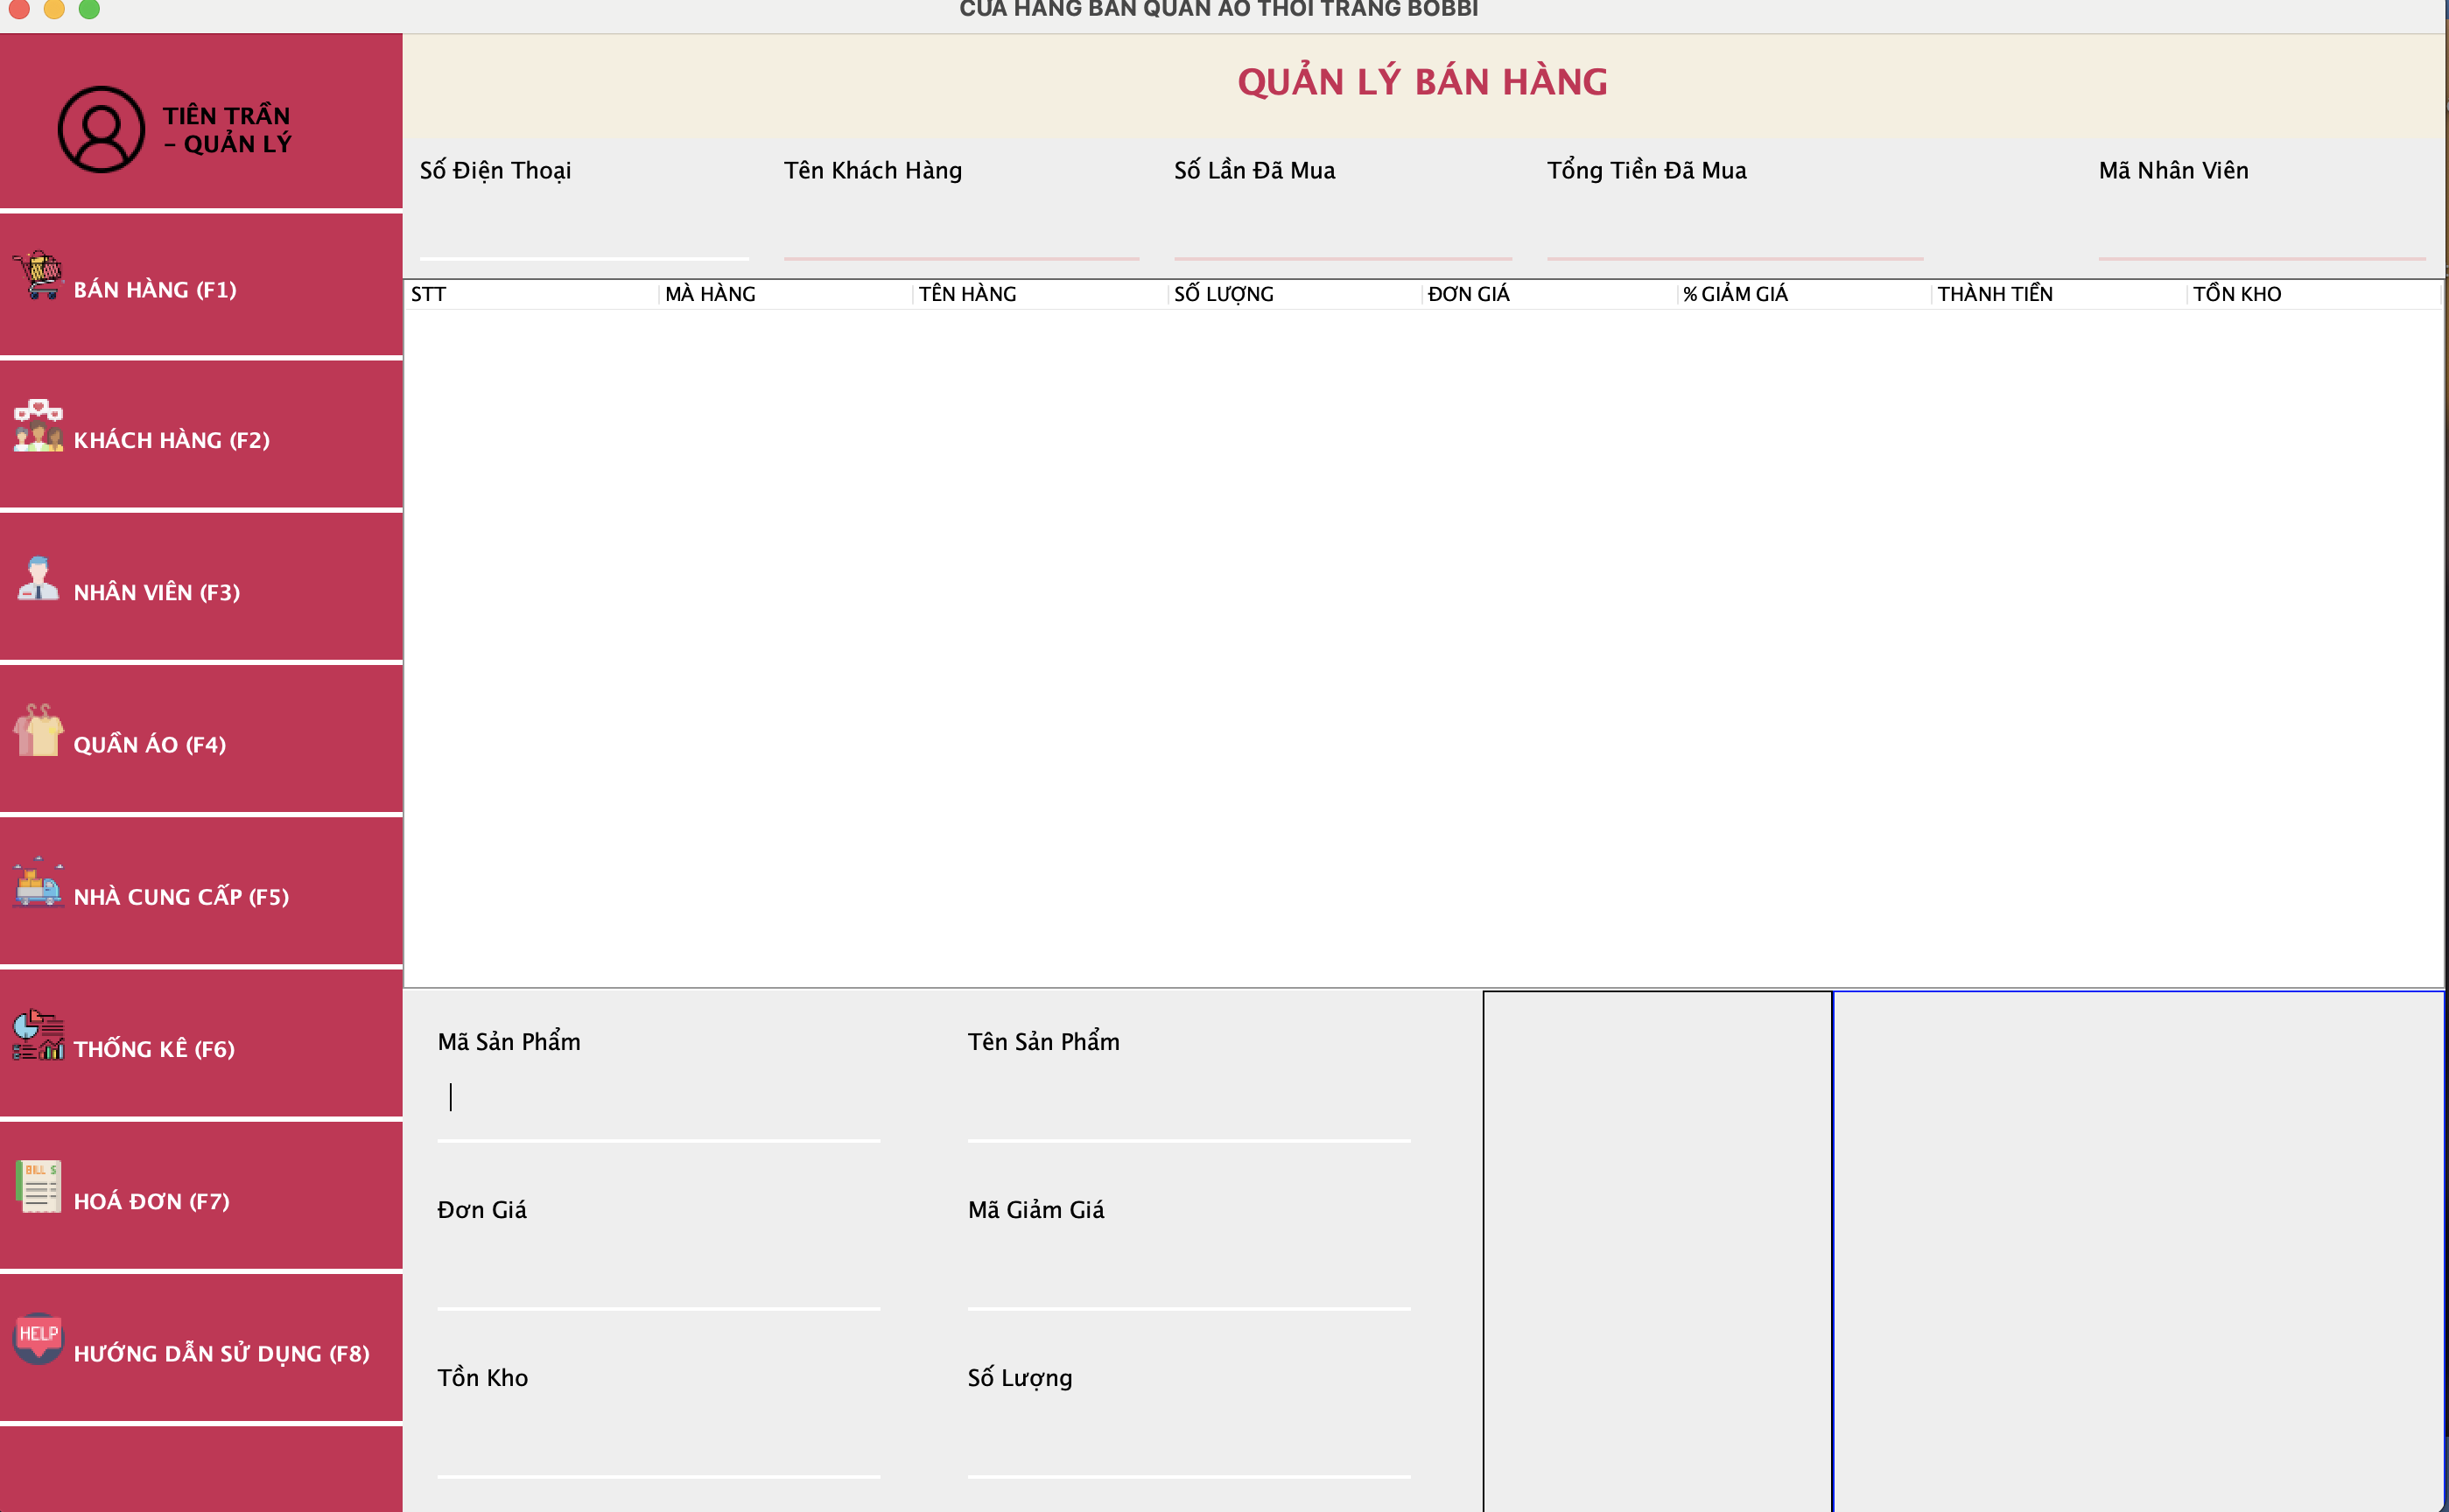 CỬA HÀNG BÁN QUẦN ÁO THỜI TRANG BOBBI
TIÊN TRẦN
– QUẢN LÝ
BÁN HÀNG (F1)
KHÁCH HÀNG (F2)
NHÂN VIÊN (F3)
QUẦN ÁO (F4)
NHÀ CUNG CẤP (F5)
THỐNG KÊ (F6)
BILL $
HOÁ ĐƠN (F7)
HELP
HƯỚNG DẪN SỬ DỤNG (F8)
QUẢN LÝ BÁN HÀNG
Số Điện Thoại Tên Khách Hàng Số Lần Đã Mua Tổng Tiền Đã Mua Mã Nhân Viên
STT MÀ HÀNG TÊN HÀNG SỐ LƯỢNG ĐƠN GIÁ % GIẢM GIÁ THÀNH TIỀN TỒN KHO
Mã Sản Phẩm Tên Sản Phẩm
Đơn Giá Mã Giảm Giá
Tồn Kho Số Lượng